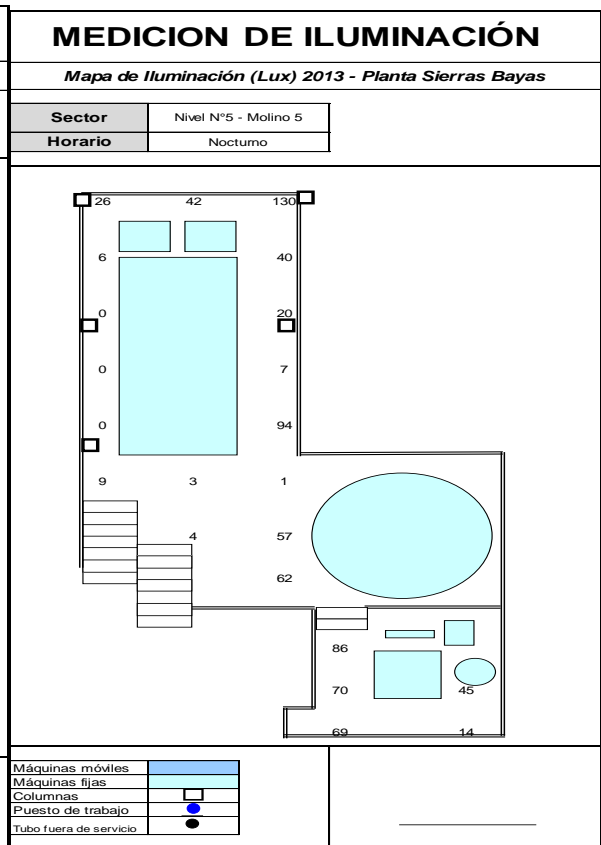 MEDICION DE ILUMINACIÓN
Mapa de Iluminación (Lux) 2013 - Planta Sierras Bayas
Sector Nivel N°5 - Molino 5
Horario Nocturno
26 42 130
6 40
0 20
0 7
0 94
9 3 1
4 57
62
86
70 45
69 14
Máquinas móviles
Máquinas fijas
Columnas
Puesto de trabajo
Tubo fuera de servicio